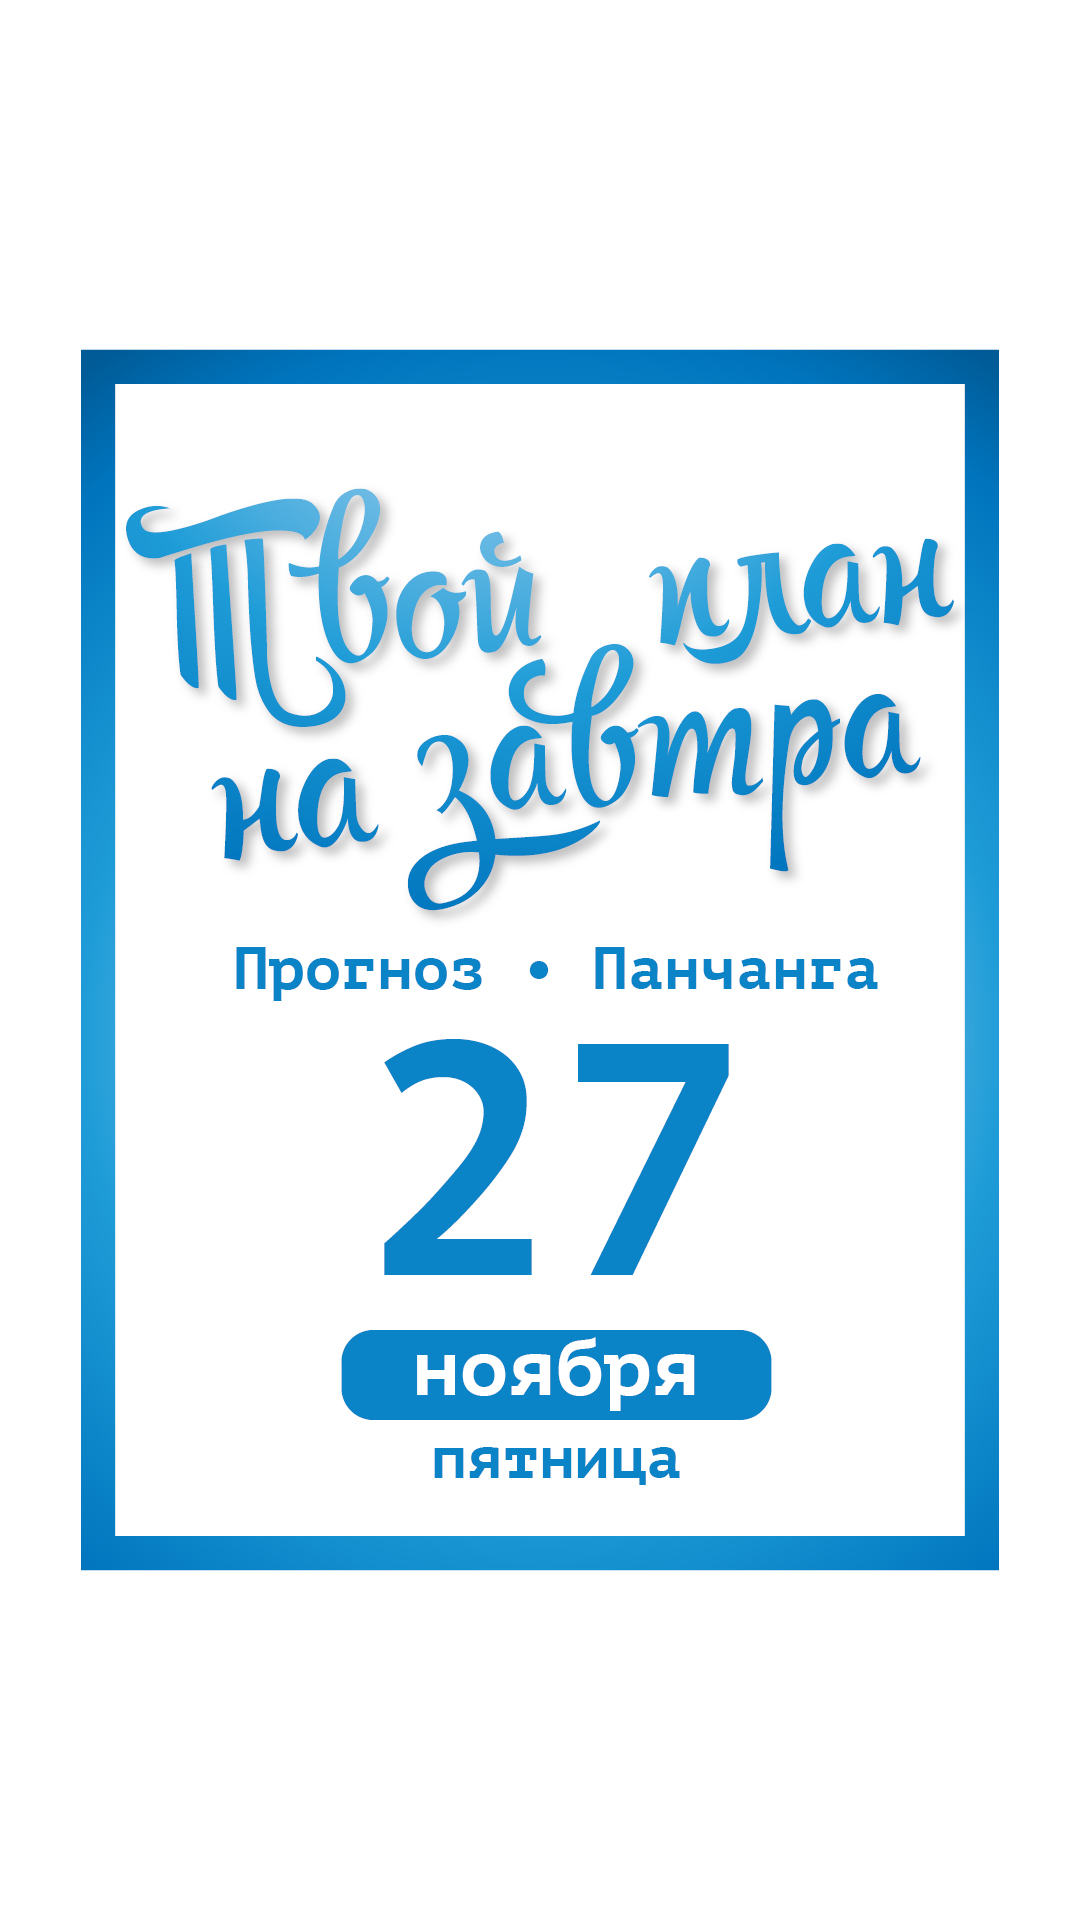 Твой план
на завтра
Прогноз • Панчанга
27
ноября
пятница